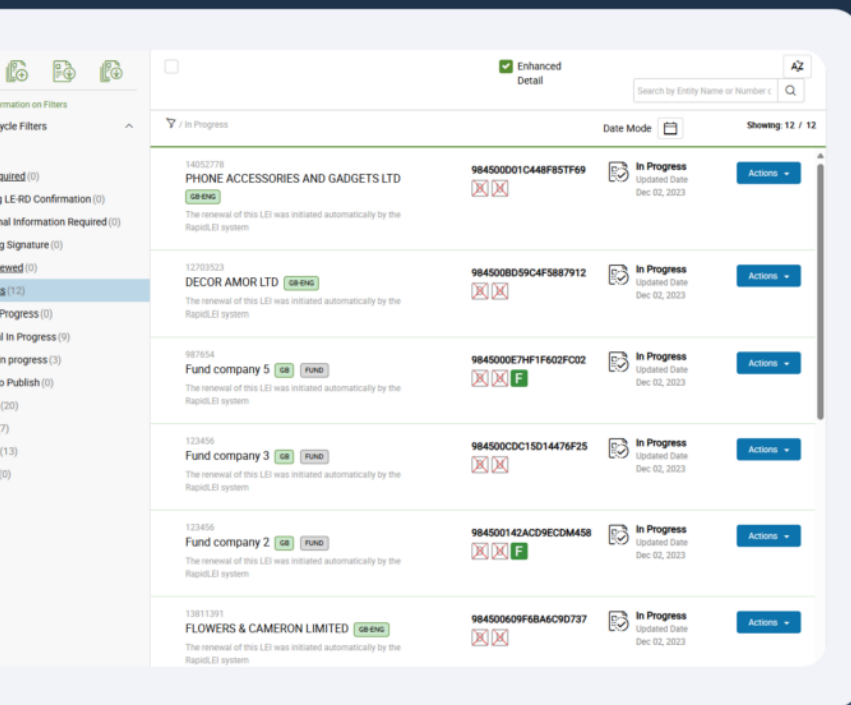 Enhanced
Detail
AZ
Search by Entity Name or Number
rmation on Filters
ycle Filters
/ In Progress
Date Mode
Showing: 12 / 12
quired (0)
g LE-RD Confirmation (0)
nal Information Required (0)
g Signature (0)
ewed (0)
s (12)
Progress (0)
l In Progress (9)
n progress (3)
o Publish (0)
(20)
7)
(13)
(0)
14052778
PHONE ACCESSORIES AND GADGETS LTD
GB-ENG
The renewal of this LEI was initiated automatically by the
RapidLEI system
984500D01C448F85TF69
In Progress
Updated Date
Dec 02, 2023
Actions
12703523
DECOR AMOR LTD GB-ENG
The renewal of this LEI was initiated automatically by the
RapidLEI system
984500BD59C4F5887912
In Progress
Updated Date
Dec 02, 2023
Actions
987654
Fund company 5 GB FUND
The renewal of this LEI was initiated automatically by the
RapidLEI system
9845000E7HF1F602FC02
F
In Progress
Updated Date
Dec 02, 2023
Actions
123456
Fund company 3 GB FUND
The renewal of this LEI was initiated automatically by the
RapidLEI system
984500CDC15D14476F25
In Progress
Updated Date
Dec 02, 2023
Actions
123456
Fund company 2 GB FUND
The renewal of this LEI was initiated automatically by the
RapidLEI system
984500142ACD9ECDM458
F
In Progress
Updated Date
Dec 02, 2023
Actions
13811391
FLOWERS & CAMERON LIMITED GB-ENG
The renewal of this LEI was initiated automatically by the
RapidLEI system
984500609F6BA6C9D737
In Progress
Updated Date
Dec 02, 2023
Actions